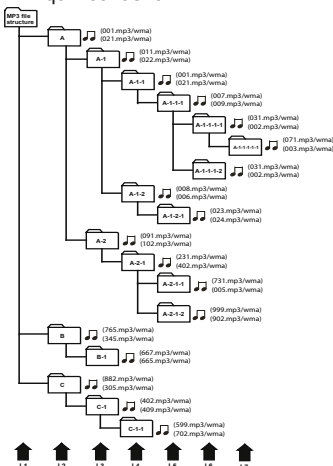 MP3 file
structure
A
(001.mp3/wma)
(021.mp3/wma)
A-1
(011.mp3/wma)
(022.mp3/wma)
A-1-1
(001.mp3/wma)
(021.mp3/wma)
A-1-1-1
(007.mp3/wma)
(009.mp3/wma)
A-1-1-1-1
(031.mp3/wma)
(002.mp3/wma)
A-1-1-1-1-1
(071.mp3/wma)
(003.mp3/wma)
A-1-1-1-2
(031.mp3/wma)
(002.mp3/wma)
A-1-2
(008.mp3/wma)
(006.mp3/wma)
A-1-2-1
(023.mp3/wma)
(024.mp3/wma)
A-2
(091.mp3/wma)
(102.mp3/wma)
A-2-1
(231.mp3/wma)
(402.mp3/wma)
A-2-1-1
(731.mp3/wma)
(005.mp3/wma)
A-2-1-2
(999.mp3/wma)
(902.mp3/wma)
B
(765.mp3/wma)
(345.mp3/wma)
B-1
(667.mp3/wma)
(665.mp3/wma)
C
(882.mp3/wma)
(305.mp3/wma)
C-1
(402.mp3/wma)
(409.mp3/wma)
C-1-1
(599.mp3/wma)
(702.mp3/wma)
L1 L2 L3 L4 L5 L6 L7